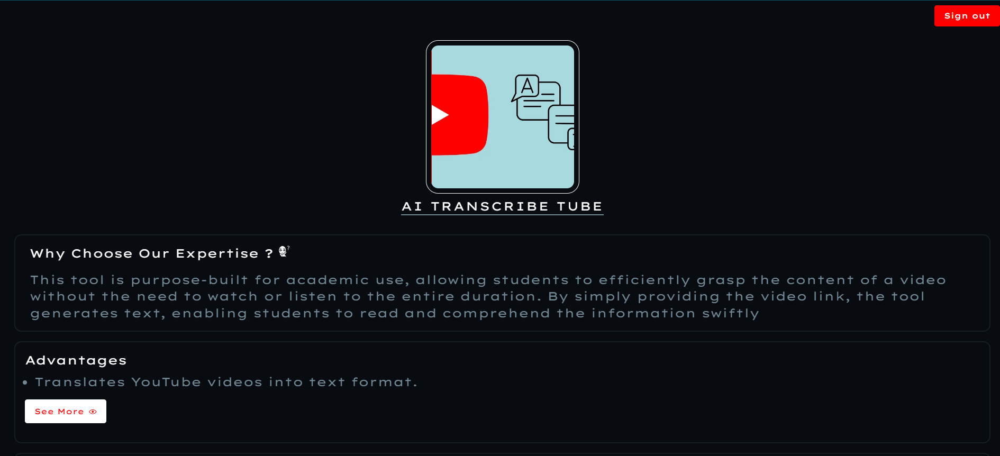 Sign out
A
AI TRANSCRIBE TUBE
Why Choose Our Expertise ?
This tool is purpose-built for academic use, allowing students to efficiently grasp the content of a video
without the need to watch or listen to the entire duration. By simply providing the video link, the tool
generates text, enabling students to read and comprehend the information swiftly
Advantages
• Translates YouTube videos into text format.
See More